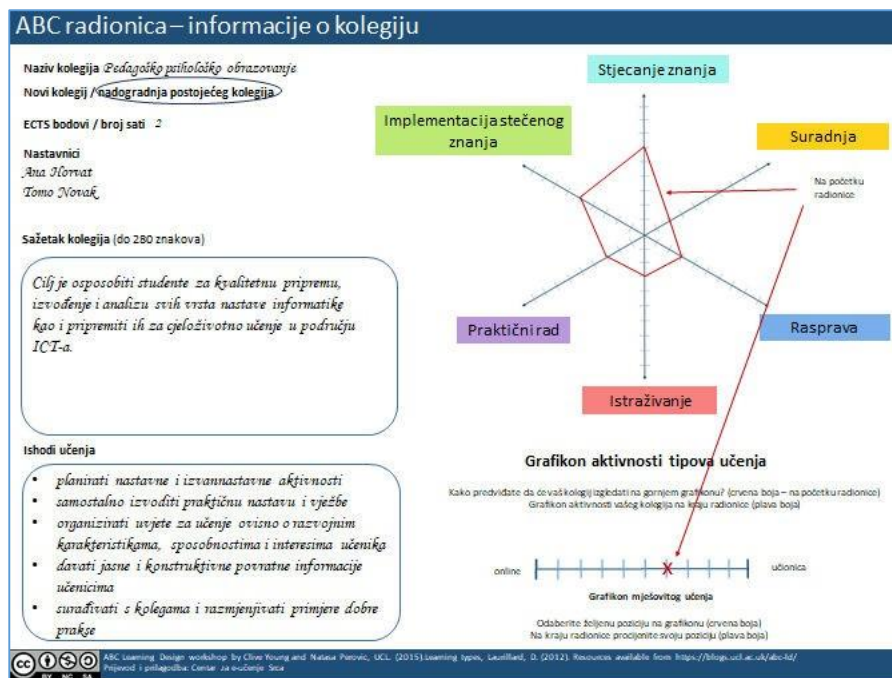 ABC radionica – informacije o kolegiju
Naziv kolegija Pedagoško psihološko obrazovanje
Novi kolegij / nadogradnja postojećeg kolegija
ECTS bodovi / broj sati 2
Nastavnici
Ana Horvat
Tomo Novak
Sažetak kolegija (do 280 znakova)
Cilj je osposobiti studente za kvalitetnu pripremu,
izvođenje i analizu svih vrsta nastave informatike
kao i pripremiti ih za cjeloživotno učenje u području
ICT-a.
Ishodi učenja
• planirati nastavne i izvannastavne aktivnosti
• samostalno izvoditi praktičnu nastavu i vježbe
• organizirati uvjete za učenje ovisno o razvojnim
karakteristikama, sposobnostima i interesima učenika
• davati jasne i konstruktivne povratne informacije
učenicima
• surađivati s kolegama i razmjenjivati primjere dobre
prakse
Stjecanje znanja
Implementacija stečenog
znanja
Suradnja
Na početku
radionice
Praktični rad
Rasprava
Istraživanje
Grafikon aktivnosti tipova učenja
Kako predviđate da će vaš kolegij izgledati na gornjem grafikonu? (crvena boja – na početku radionice)
Grafikon aktivnosti vašeg kolegija na kraju radionice (plava boja)
online
X
učionica
Grafikon mješovitog učenja
Odaberite željenu poziciju na grafikonu (crvena boja)
Na kraju radionice procijenite svoju poziciju (plava boja)
cc BY NC SA
ABC Learning Design workshop by Clive Young and Natasa Perovic, UCL. (2015).Learning types, Laurillard, D. (2012). Resources available from https://blogs.ucl.ac.uk/abc-ld/
Prijevod i prilagodba: Centar za e-učenje Srca